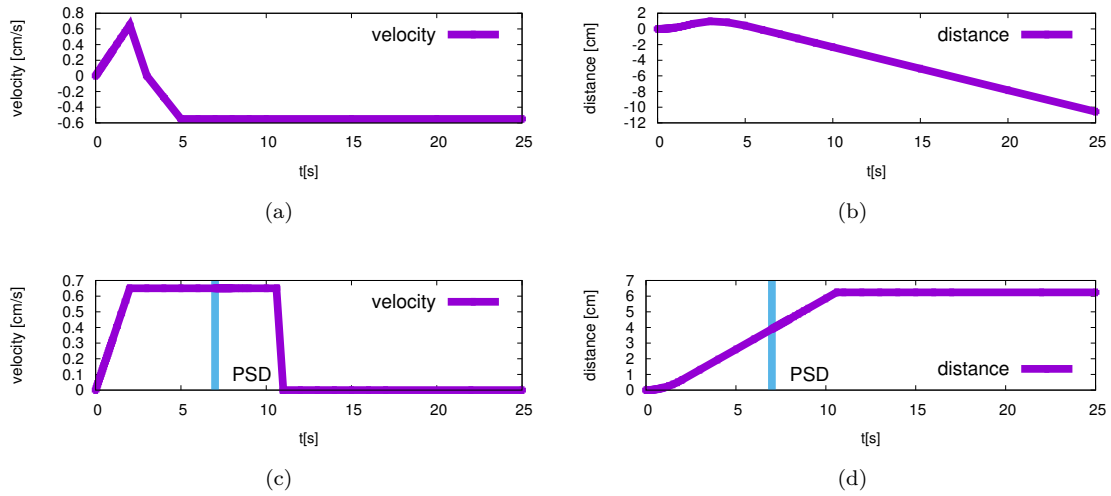 velocity [cm/s]
0.8
0.6
0.4
0.2
0
-0.2
-0.4
-0.6
0 5 10 15 20 25
t[s]
velocity
(a)
distance [cm]
2
0
-2
-4
-6
-8
-10
-12
0 5 10 15 20 25
t[s]
distance
(b)
velocity [cm/s]
0.7
0.6
0.5
0.4
0.3
0.2
0.1
0
0 5 10 15 20 25
t[s]
velocity
PSD
(c)
distance [cm]
7
6
5
4
3
2
1
0
0 5 10 15 20 25
t[s]
PSD
distance
(d)